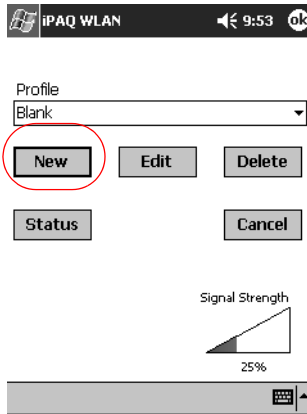 iPAQ WLAN 9:53 ok
Profile
Blank
New Edit Delete
Status Cancel
Signal Strength
25%